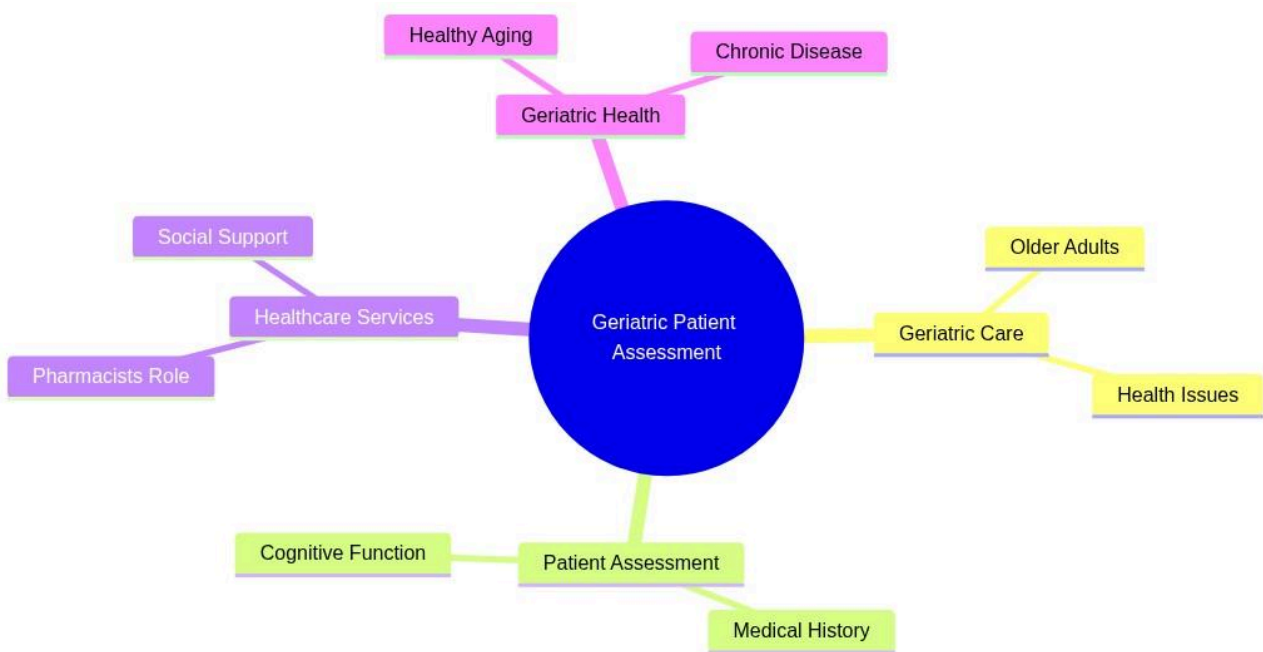 Healthy Aging
Chronic Disease
Geriatric Health
Social Support
Older Adults
Healthcare Services
Geriatric Patient
Assessment
Geriatric Care
Pharmacists Role
Health Issues
Cognitive Function
Patient Assessment
Medical History